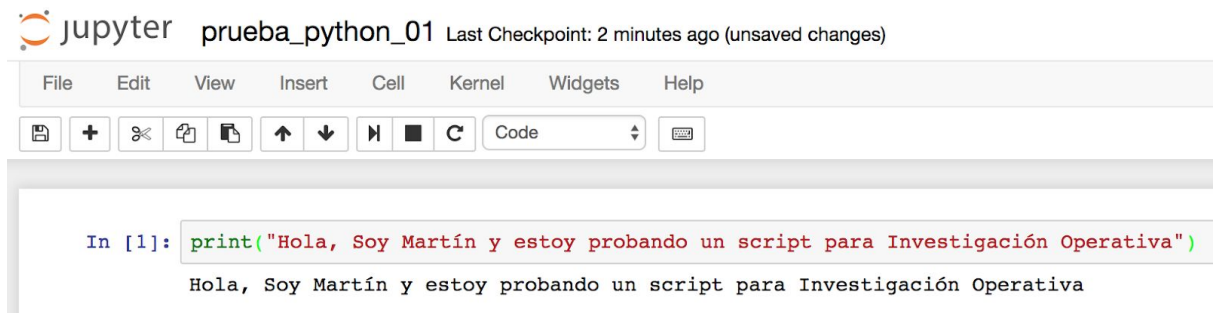 jupyter prueba_python_01 Last Checkpoint: 2 minutes ago (unsaved changes)
File Edit View Insert Cell Kernel Widgets Help
Code
In [1]: print("Hola, Soy Martín y estoy probando un script para Investigación Operativa")
Hola, Soy Martín y estoy probando un script para Investigación Operativa